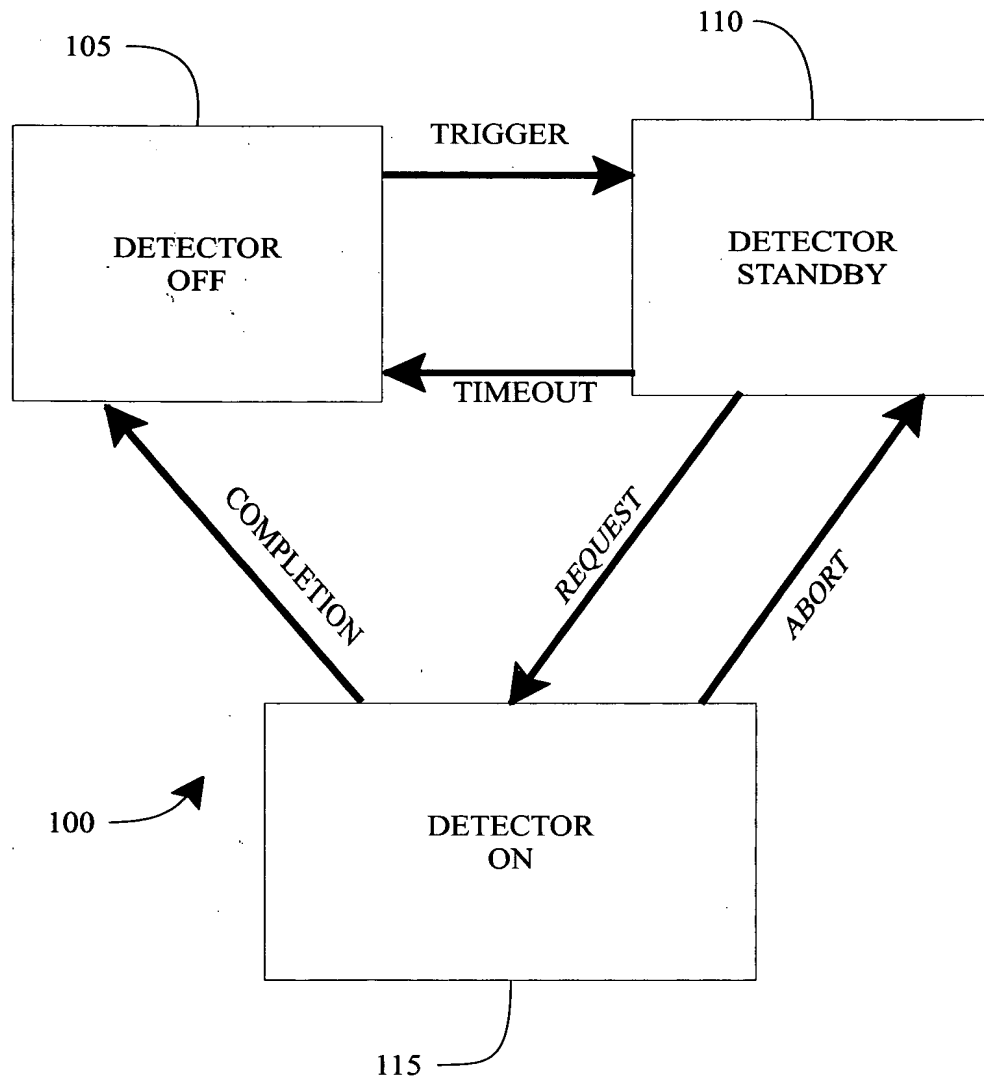 105
110
TRIGGER
DETECTOR
OFF
DETECTOR
STANDBY
TIMEOUT
COMPLETION
REQUEST
ABORT
100
DETECTOR
ON
115